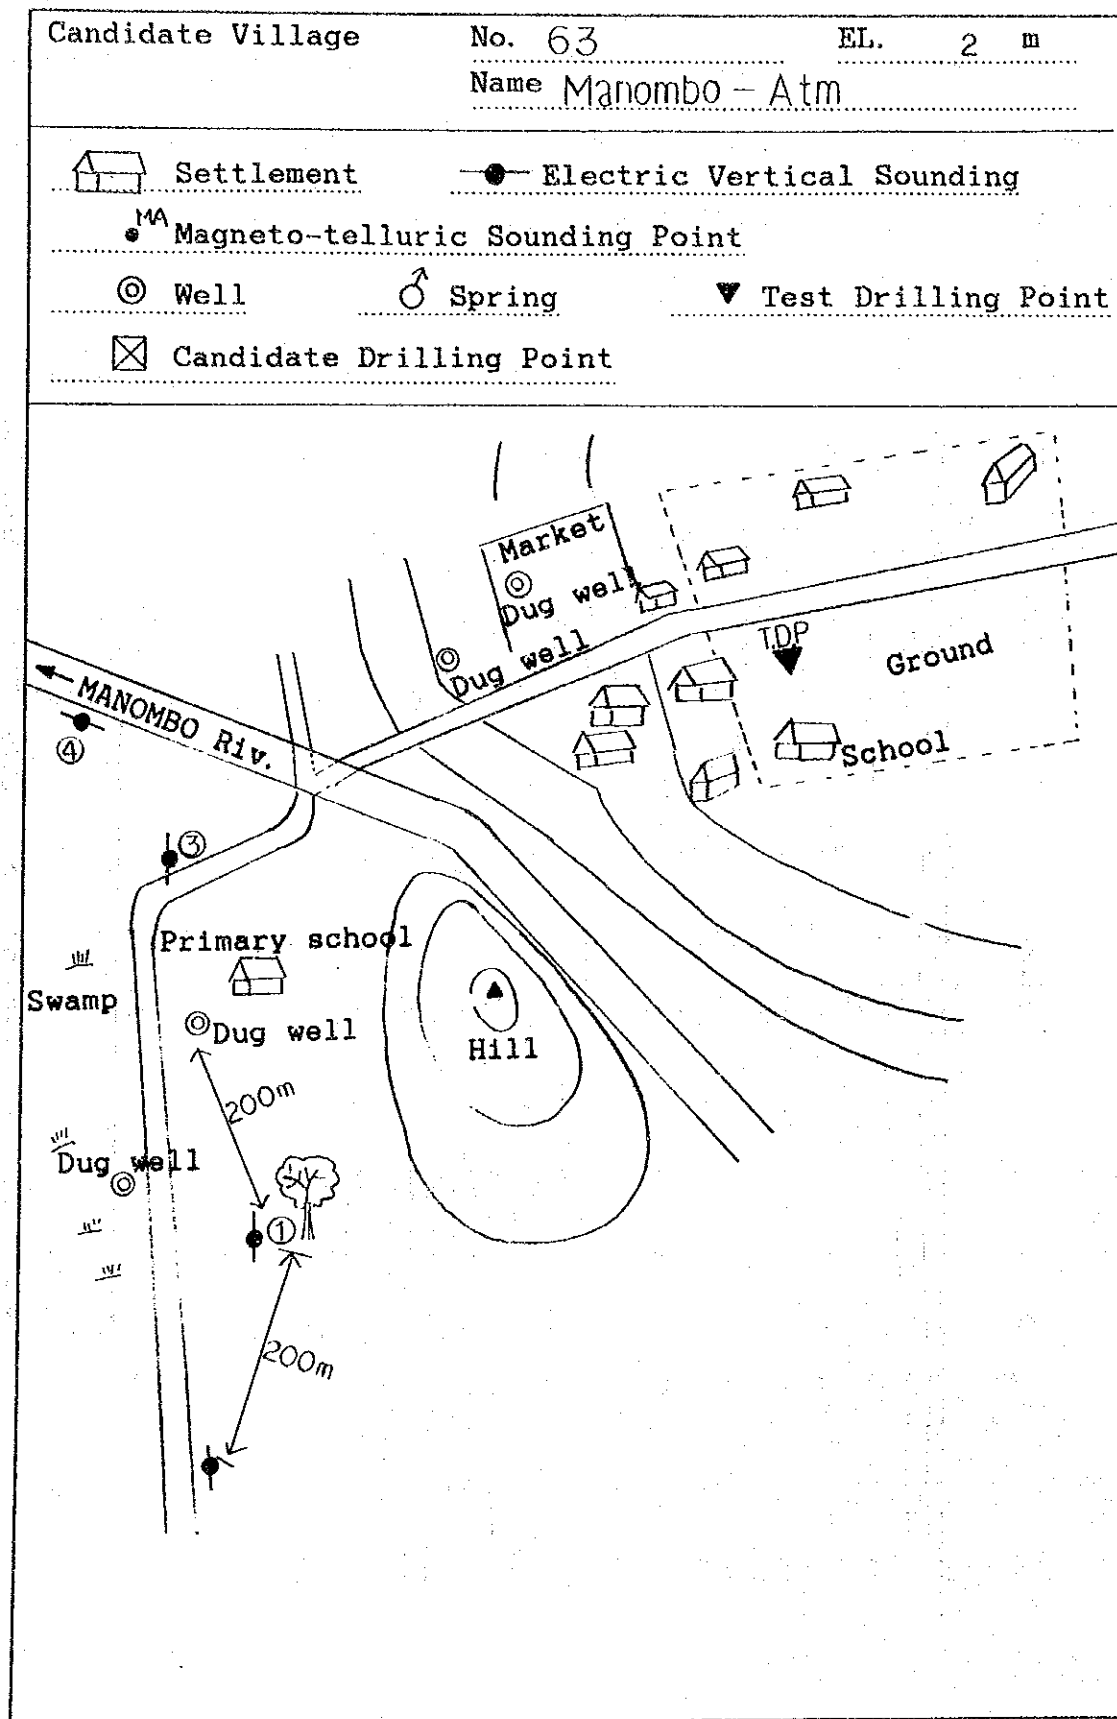 Candidate Village No. 63 EL. 2 m
Name Manombo - Atm
Settlement Electric Vertical Sounding
MA Magneto-telluric Sounding Point
Well Spring Test Drilling Point
Candidate Drilling Point
Market
Dug well
Dug well
T.D.P
Ground
School
MANOMBO Riv.
④
③
Primary school
Swamp
Dug well
Hill
200m
Dug well
①
200m